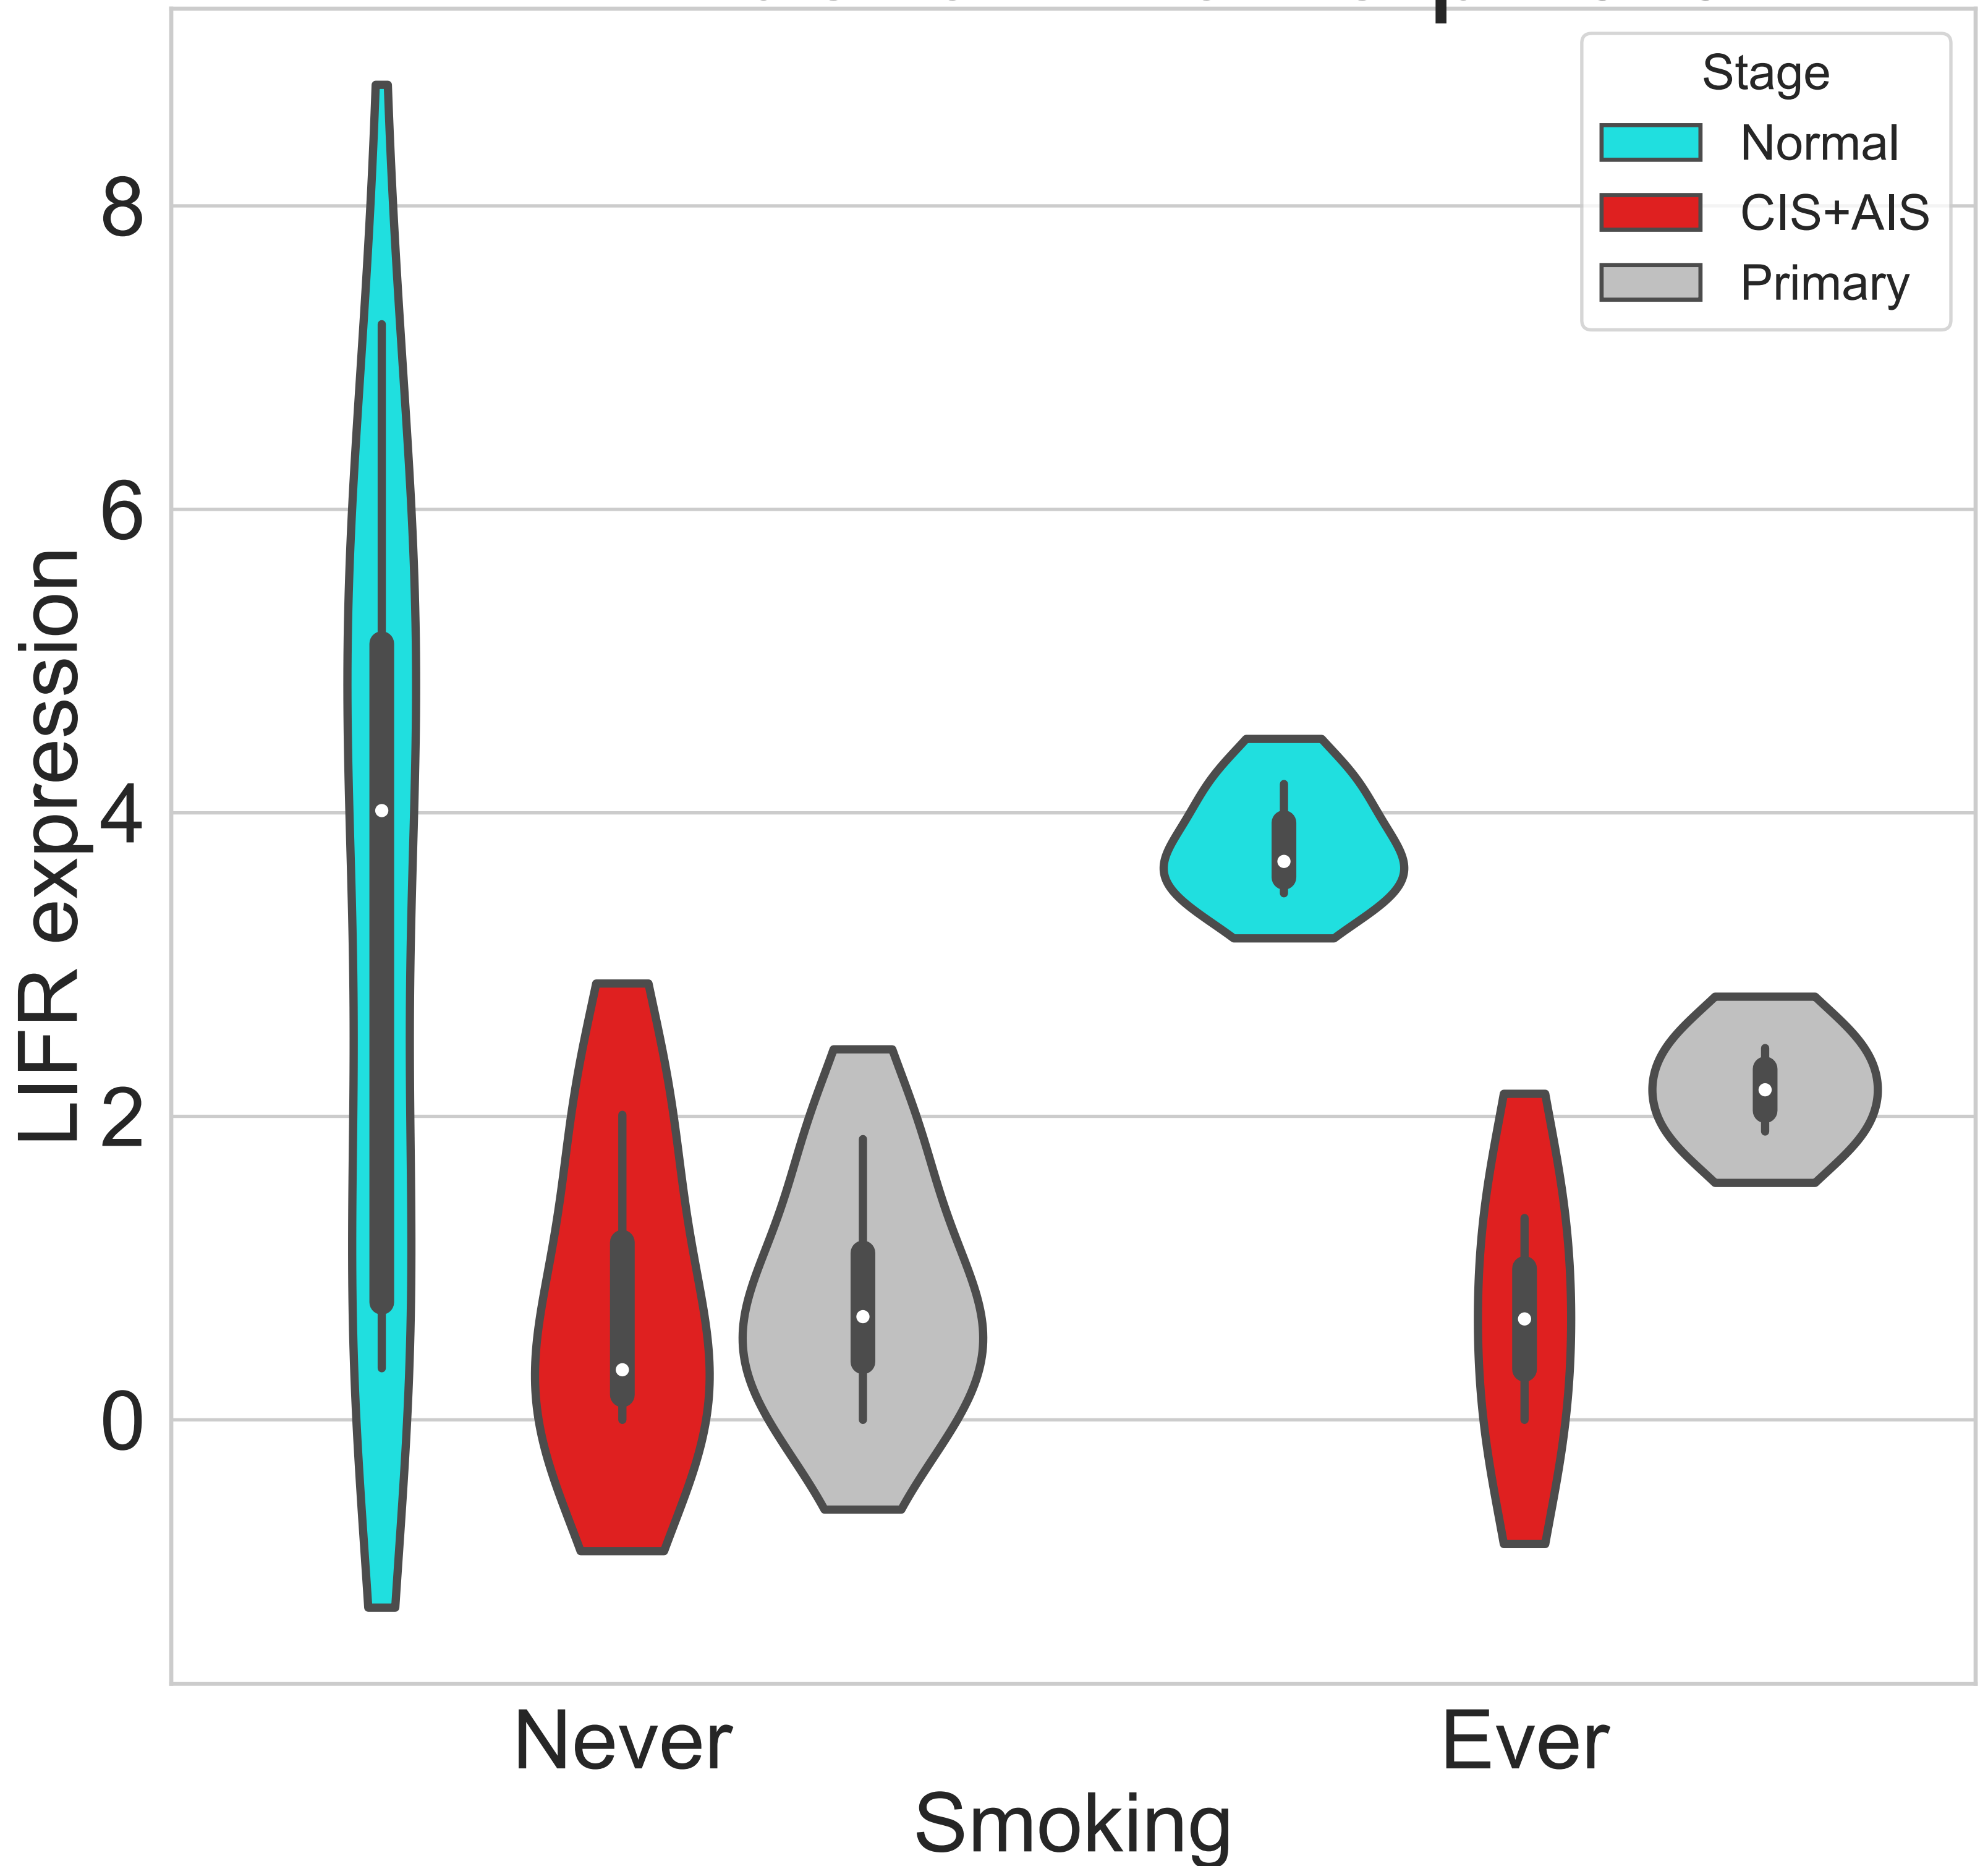 Stage
Normal
CIS+AIS
Primary
8
6
4
2
0
LIFR expression
Never
Ever
Smoking